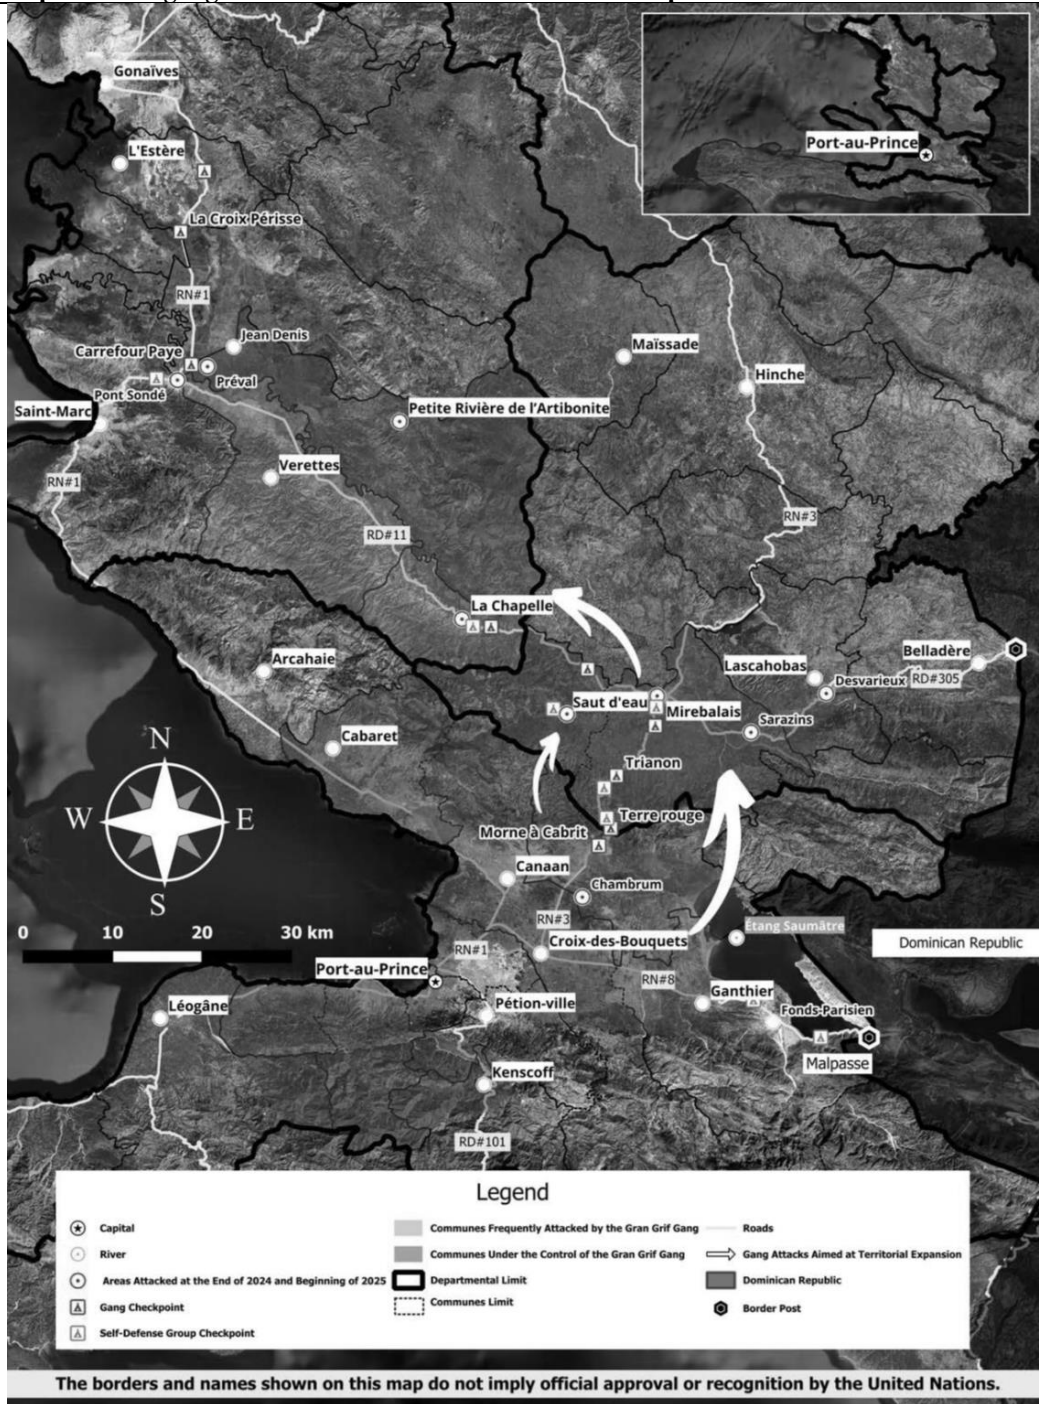 Gonaïves
L'Estère
Port-au-Prince
La Croix Périsse
RN#1
Jean Denis
Carrefour Paye
Préval
Pont Sondé
Maïssade
Hinche
Saint-Marc
Petite Rivière de l'Artibonite
Verettes
RN#1
RN#3
RD#11
La Chapelle
Arcahaie
Lascahobas
Belladère
Desvarieux
RD#305
Saut d'eau
Mirebalais
Sarazins
Cabaret
N
W
E
S
Trianon
Terre rouge
Morne à Cabrit
Canaan
Chambrum
RN#3
Étang Saumâtre
0 10 20 30 km
RN#1
Croix-des-Bouquets
Dominican Republic
Port-au-Prince
RN#8
Ganthier
Léogâne
Pétion-ville
Fonds-Parisien
Malpasse
Kenscoff
RD#101
Legend
Capital
River
Areas Attacked at the End of 2024 and Beginning of 2025
Gang Checkpoint
Self-Defense Group Checkpoint
Communes Frequently Attacked by the Gran Grif Gang
Communes Under the Control of the Gran Grif Gang
Departmental Limit
Communes Limit
Roads
Gang Attacks Aimed at Territorial Expansion
Dominican Republic
Border Post
The borders and names shown on this map do not imply official approval or recognition by the United Nations.